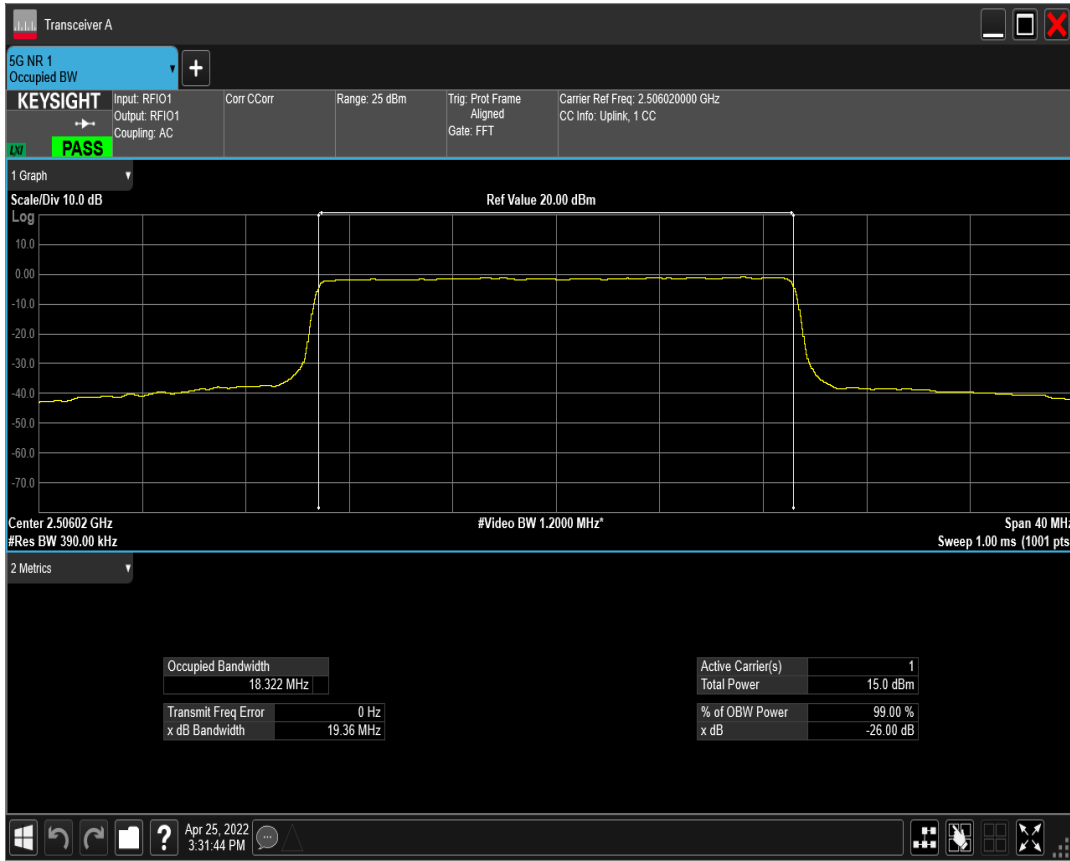 Transceiver A
5G NR 1
Occupied BW
KEYSIGHT
LXI
PASS
Input: RFIO1
Output: RFIO1
Coupling: AC
Corr CCorr
Range: 25 dBm
Trig: Prot Frame
Aligned
Gate: FFT
Carrier Ref Freq: 2.506020000 GHz
CC Info: Uplink, 1 CC
1 Graph
Scale/Div 10.0 dB
Ref Value 20.00 dBm
Log
10.0
0.00
-10.0
-20.0
-30.0
-40.0
-50.0
-60.0
-70.0
Center 2.50602 GHz
#Video BW 1.2000 MHz*
Span 40 MHz
#Res BW 390.00 kHz
Sweep 1.00 ms (1001 pts
2 Metrics
Occupied Bandwidth
18.322 MHz
Transmit Freq Error 0 Hz
x dB Bandwidth 19.36 MHz
Active Carrier(s) 1
Total Power 15.0 dBm
% of OBW Power 99.00 %
x dB -26.00 dB
?
Apr 25, 2022
3:31:44 PM